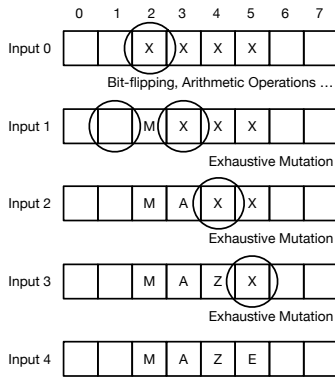 0 1 2 3 4 5 6 7
Input 0 X X X X
Bit-flipping, Arithmetic Operations ...
Input 1 M X X X
Exhaustive Mutation
Input 2 M A X X
Exhaustive Mutation
Input 3 M A Z X
Exhaustive Mutation
Input 4 M A Z E